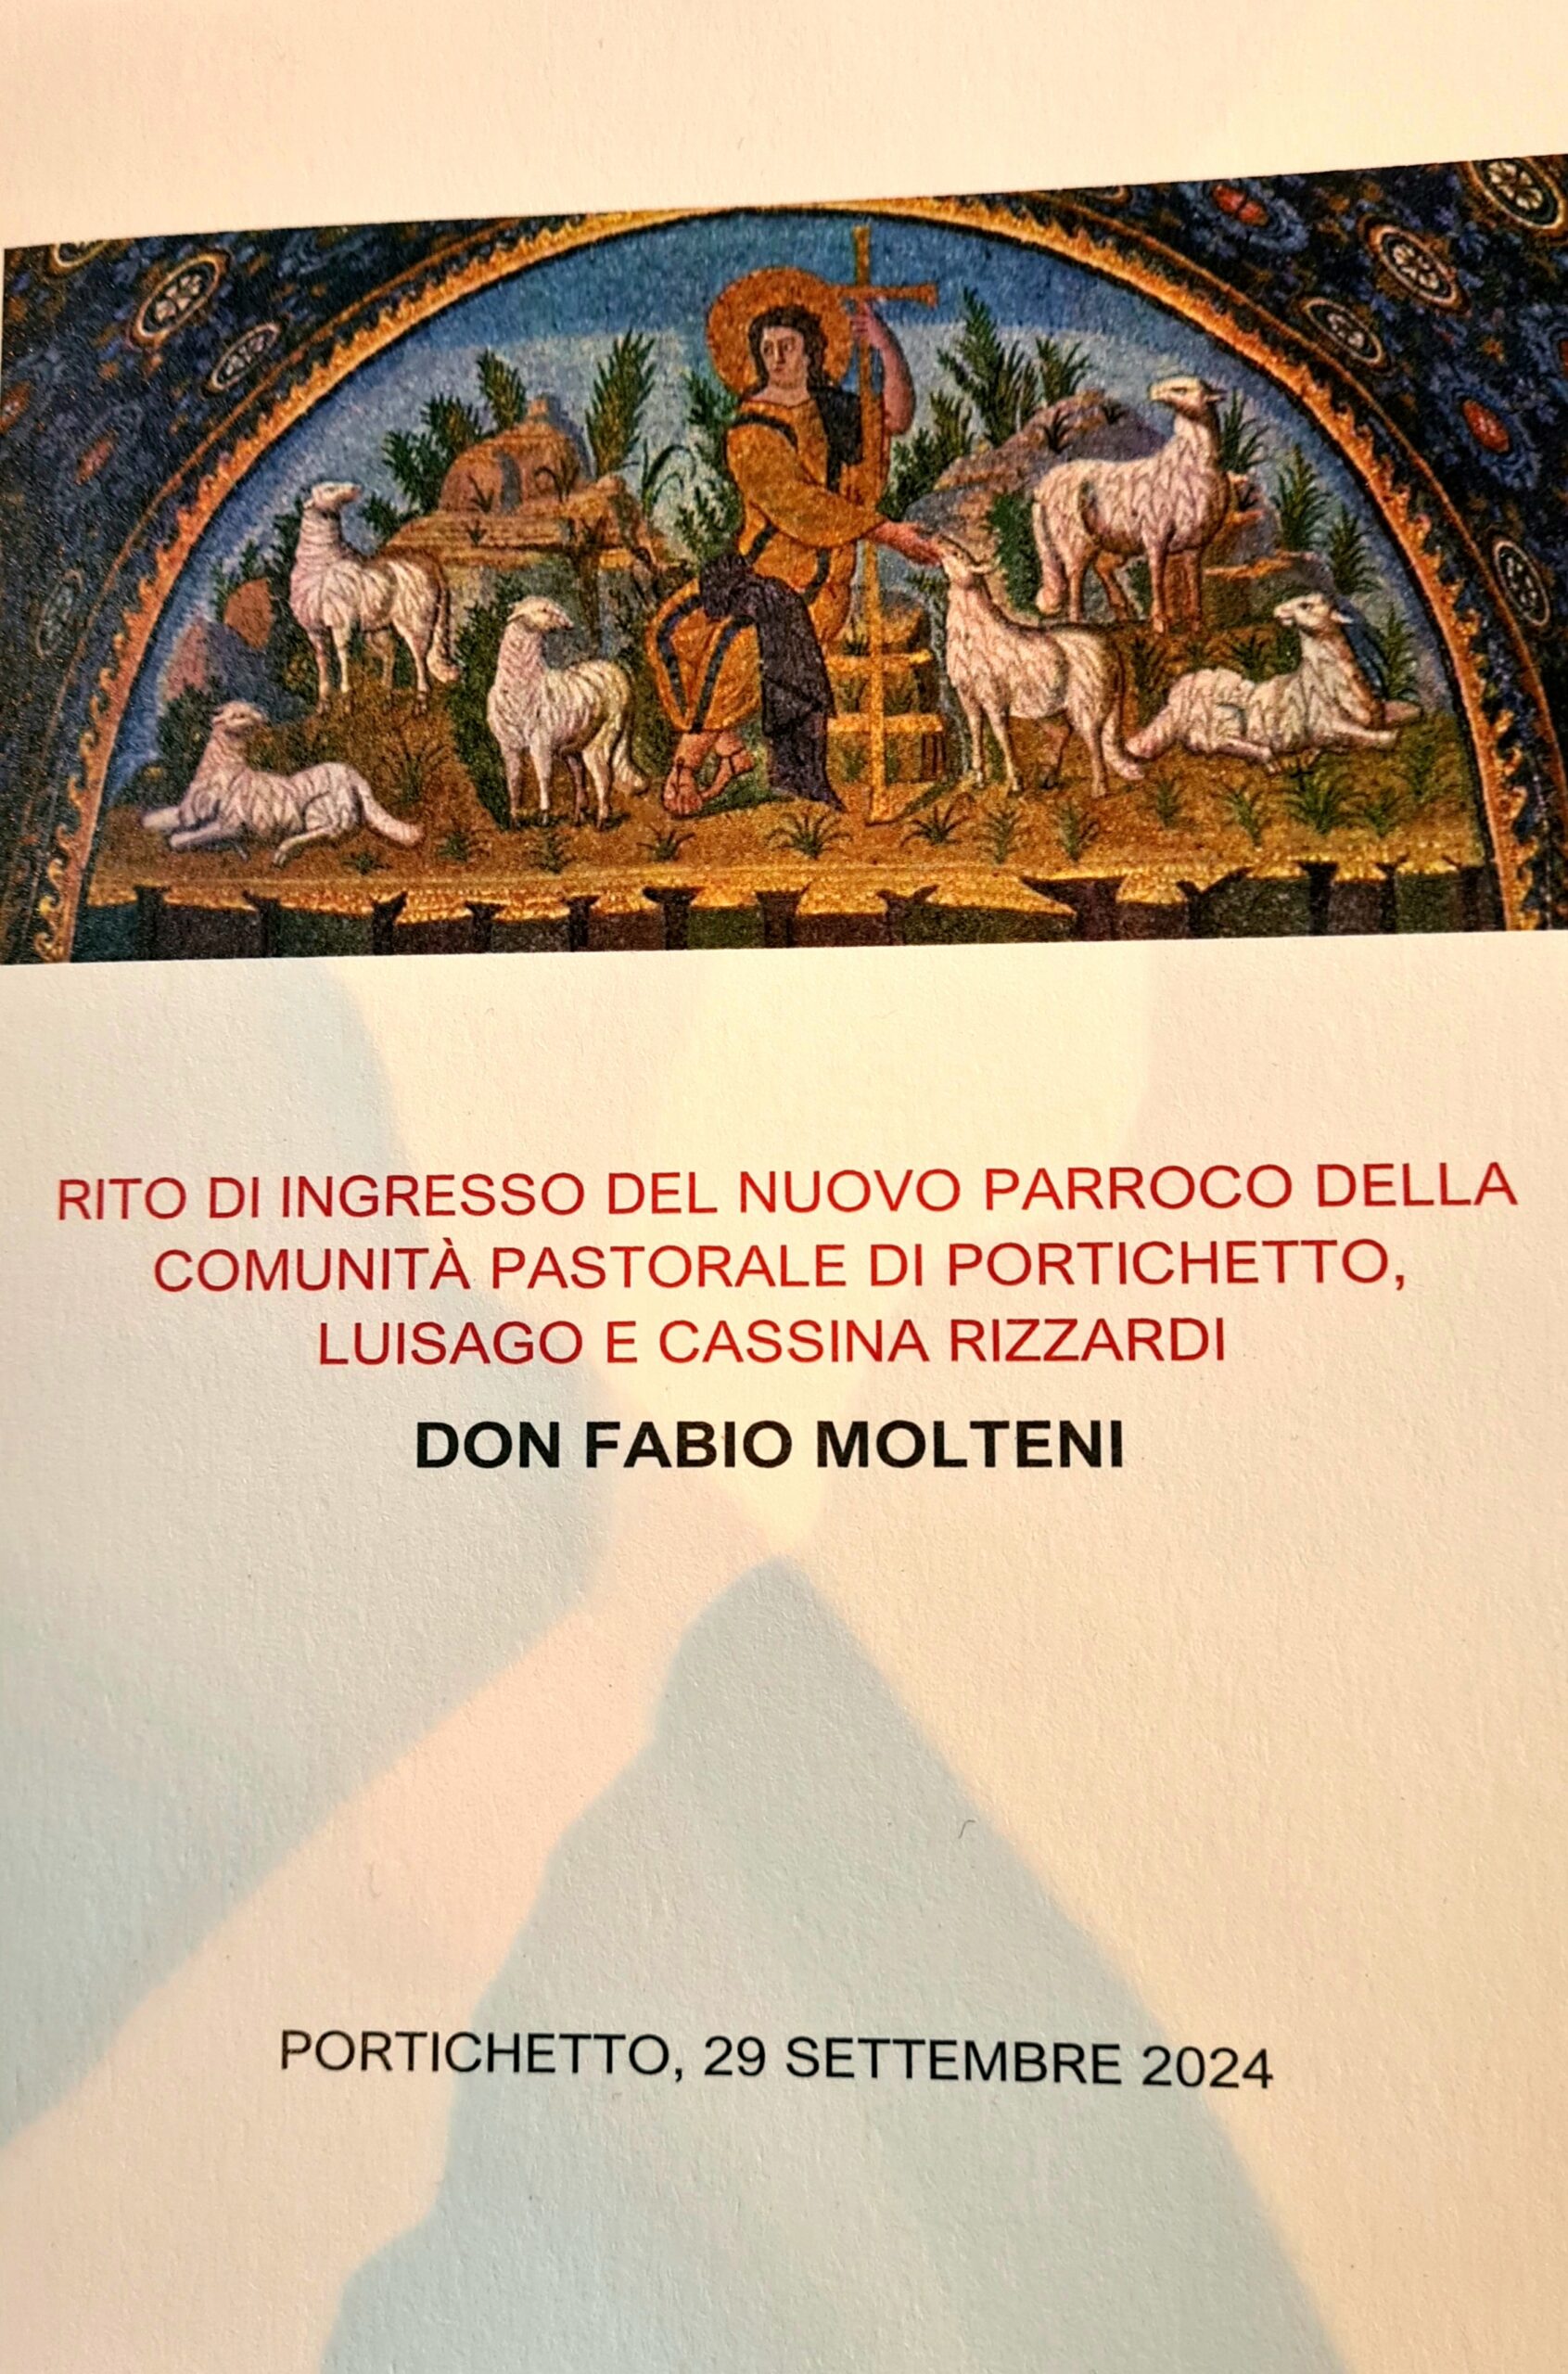 RITO DI INGRESSO DEL NUOVO PARROCO DELLA
COMUNITÀ PASTORALE DI PORTICHETTO,
LUISAGO E CASSINA RIZZARDI
DON FABIO MOLTENI
PORTICHETTO, 29 SETTEMBRE 2024